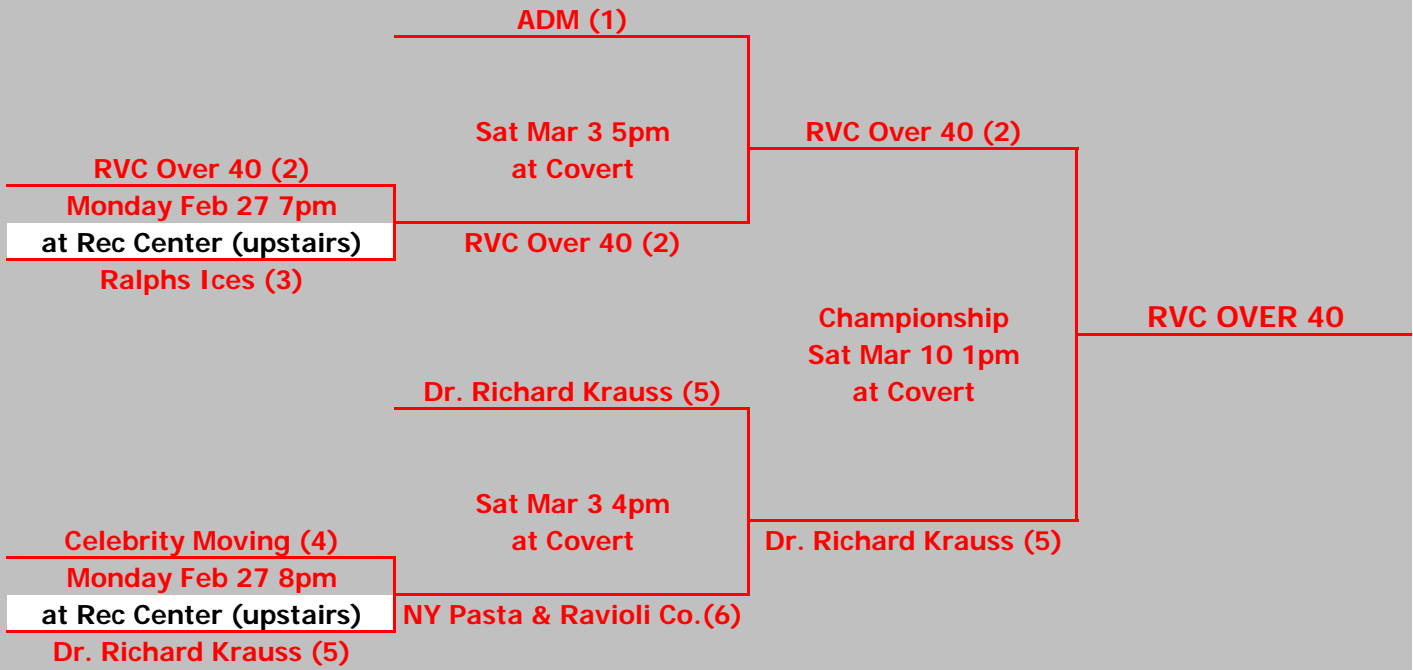 ADM (1)
Sat Mar 3 5pm
at Covert
RVC Over 40 (2)
RVC Over 40 (2)
Monday Feb 27 7pm
at Rec Center (upstairs)
RVC Over 40 (2)
Ralphs Ices (3)
Championship
Sat Mar 10 1pm
at Covert
RVC OVER 40
Dr. Richard Krauss (5)
Sat Mar 3 4pm
at Covert
Celebrity Moving (4)
Dr. Richard Krauss (5)
Monday Feb 27 8pm
at Rec Center (upstairs)
NY Pasta & Ravioli Co.(6)
Dr. Richard Krauss (5)